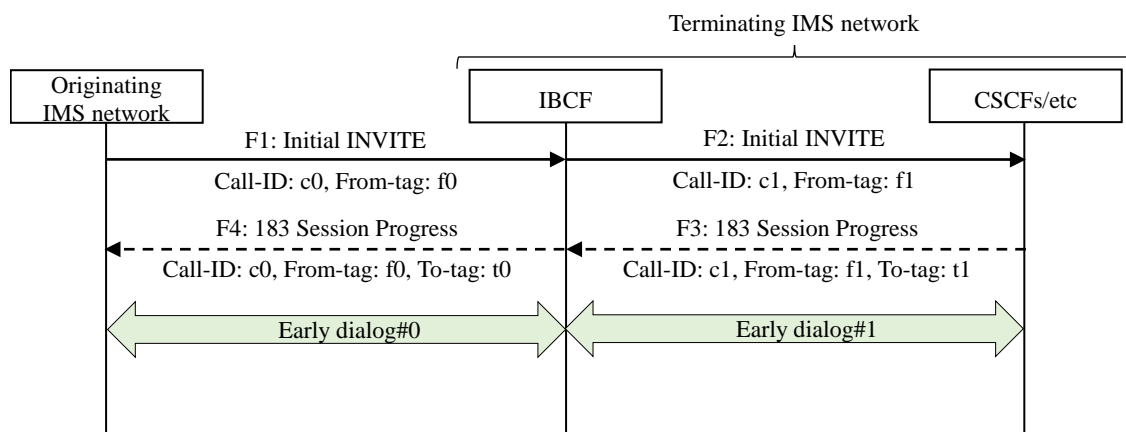 Terminating IMS network
Originating
IMS network
IBCF
CSCFs/etc
F1: Initial INVITE
F2: Initial INVITE
Call-ID: c0, From-tag: f0
Call-ID: c1, From-tag: f1
F4: 183 Session Progress
F3: 183 Session Progress
Call-ID: c0, From-tag: f0, To-tag: t0
Call-ID: c1, From-tag: f1, To-tag: t1
Early dialog#0
Early dialog#1